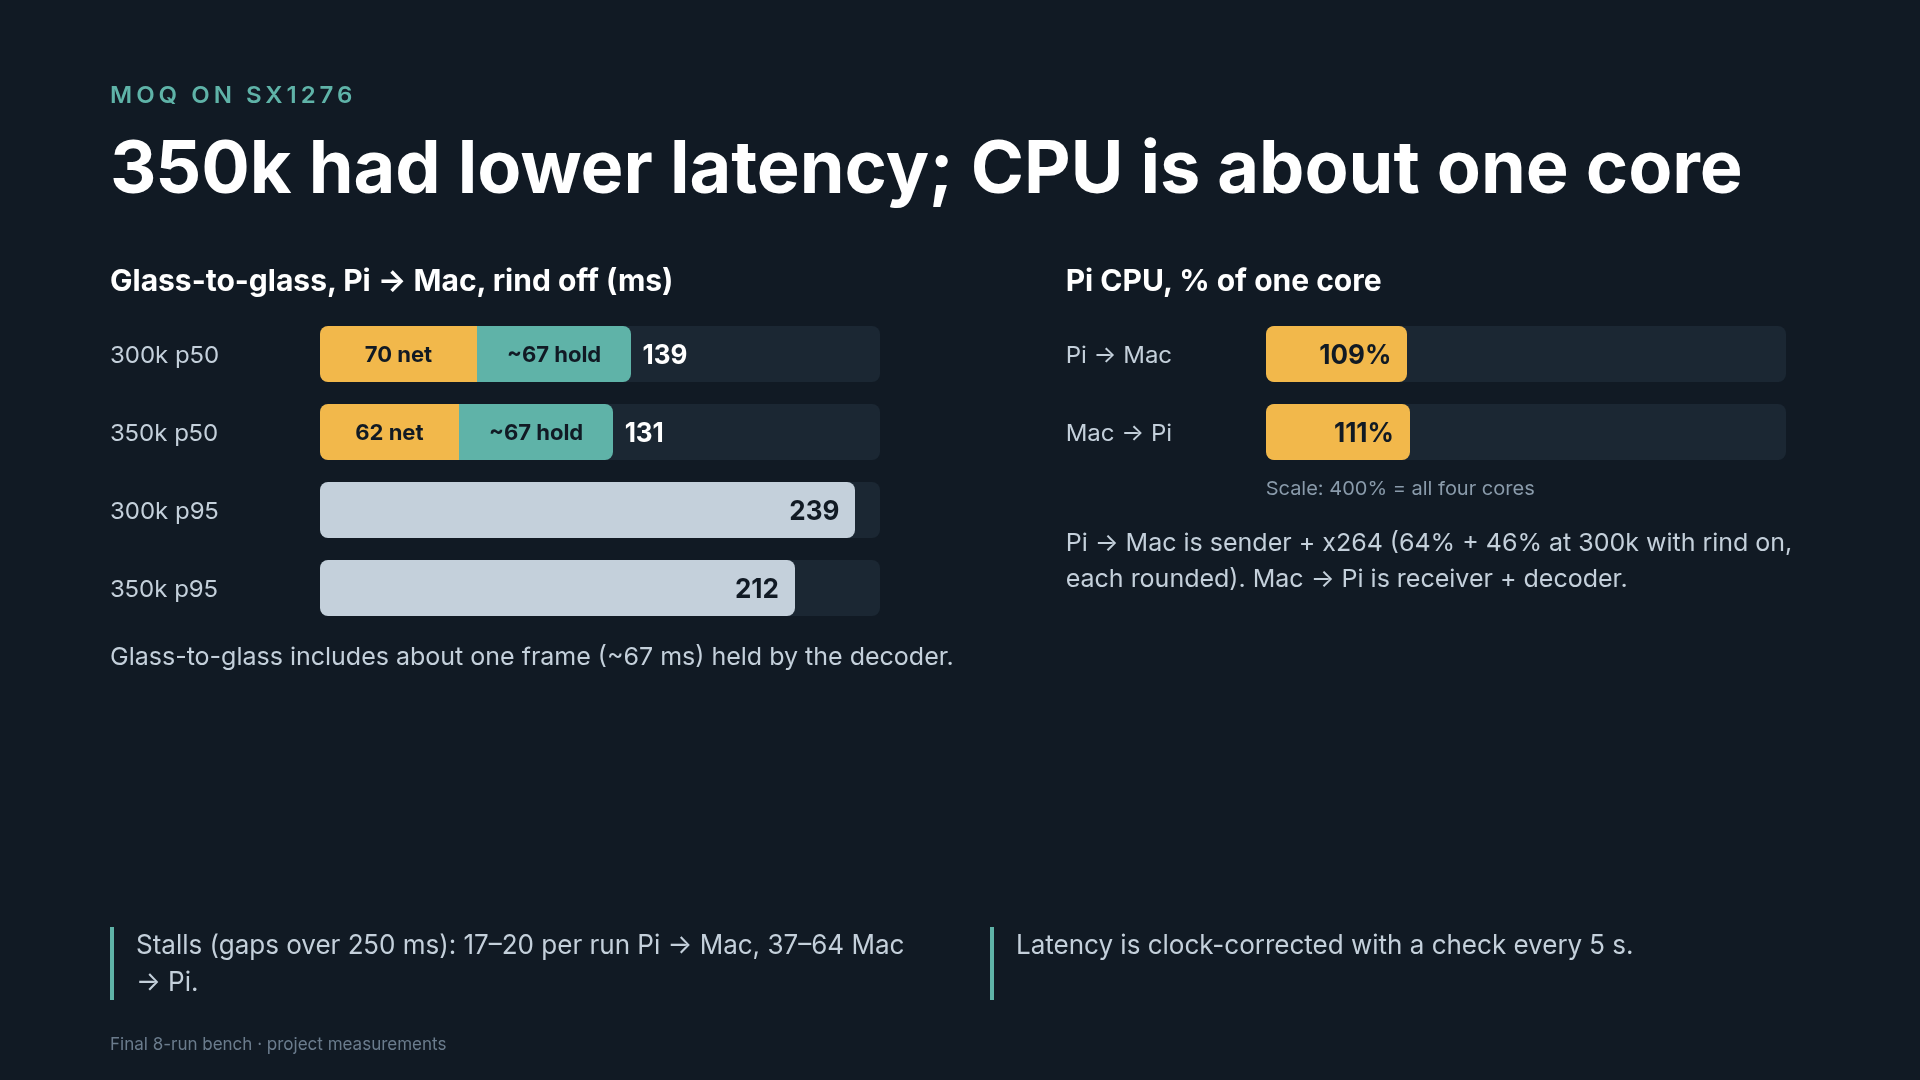 MOQ ON SX1276
350k had lower latency; CPU is about one core
Glass-to-glass, Pi → Mac, rind off (ms)
300k p50
70 net
~67 hold
139
350k p50
62 net
~67 hold
131
300k p95
239
350k p95
212
Glass-to-glass includes about one frame (~67 ms) held by the decoder.
Pi CPU, % of one core
Pi → Mac
109%
Mac → Pi
111%
Scale: 400% = all four cores
Pi → Mac is sender + x264 (64% + 46% at 300k with rind on,
each rounded). Mac → Pi is receiver + decoder.
Stalls (gaps over 250 ms): 17–20 per run Pi → Mac, 37–64 Mac
→ Pi.
Latency is clock-corrected with a check every 5 s.
Final 8-run bench · project measurements